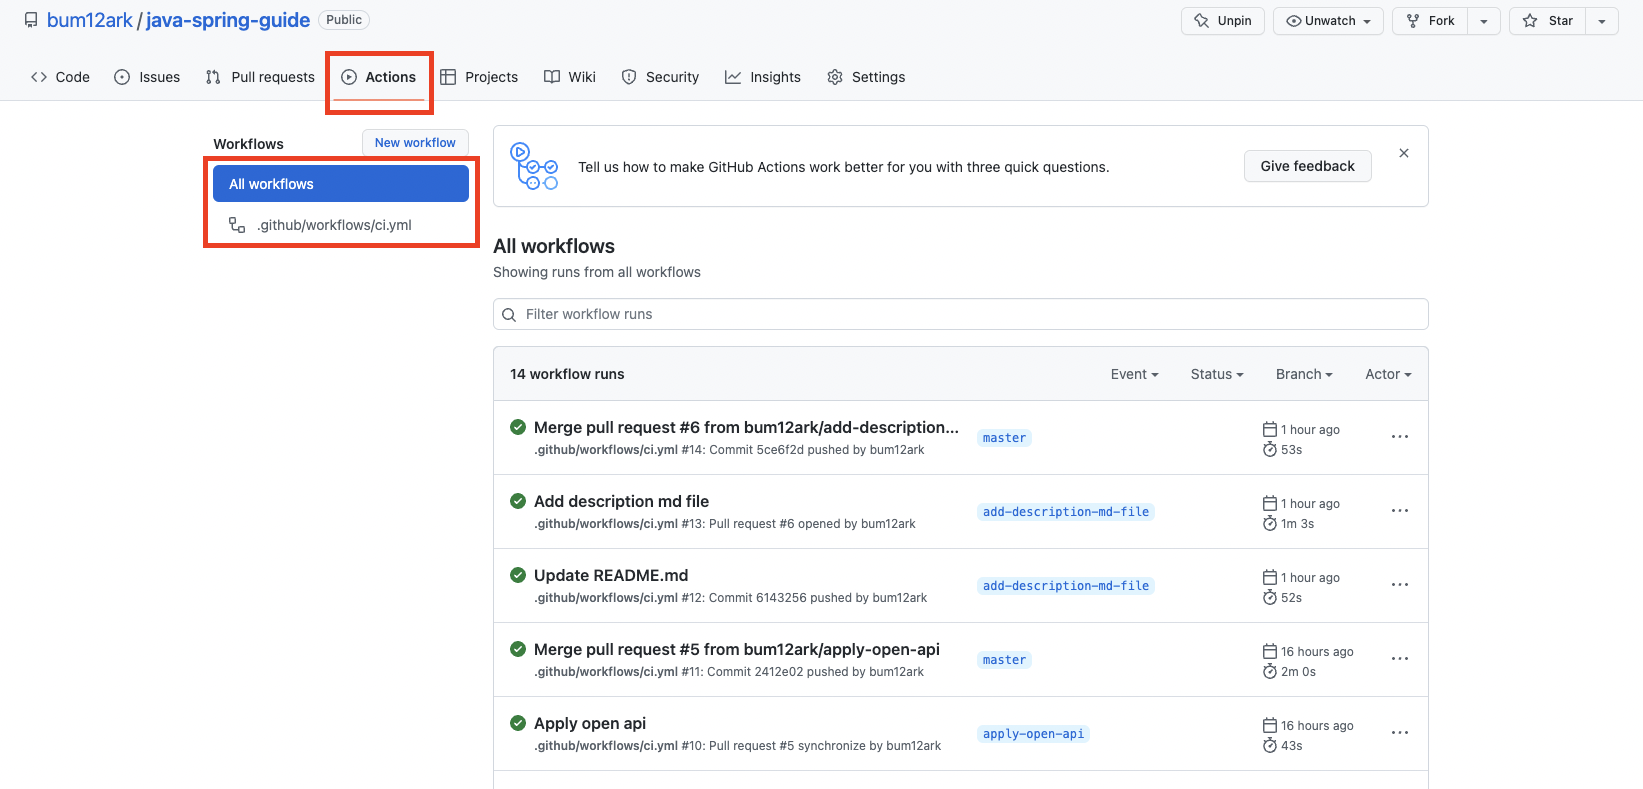 bum12ark / java-spring-guide Public
Unpin Unwatch Fork Star
Code Issues Pull requests Actions Projects Wiki Security Insights Settings
Workflows New workflow
All workflows
.github/workflows/ci.yml
Tell us how to make GitHub Actions work better for you with three quick questions. Give feedback
All workflows
Showing runs from all workflows
Filter workflow runs
14 workflow runs Event Status Branch Actor
Merge pull request #6 from bum12ark/add-description...
.github/workflows/ci.yml #14: Commit 5ce6f2d pushed by bum12ark
master
1 hour ago
53s
Add description md file
.github/workflows/ci.yml #13: Pull request #6 opened by bum12ark
add-description-md-file
1 hour ago
1m 3s
Update README.md
.github/workflows/ci.yml #12: Commit 6143256 pushed by bum12ark
add-description-md-file
1 hour ago
52s
Merge pull request #5 from bum12ark/apply-open-api
.github/workflows/ci.yml #11: Commit 2412e02 pushed by bum12ark
master
16 hours ago
2m 0s
Apply open api
.github/workflows/ci.yml #10: Pull request #5 synchronize by bum12ark
apply-open-api
16 hours ago
43s